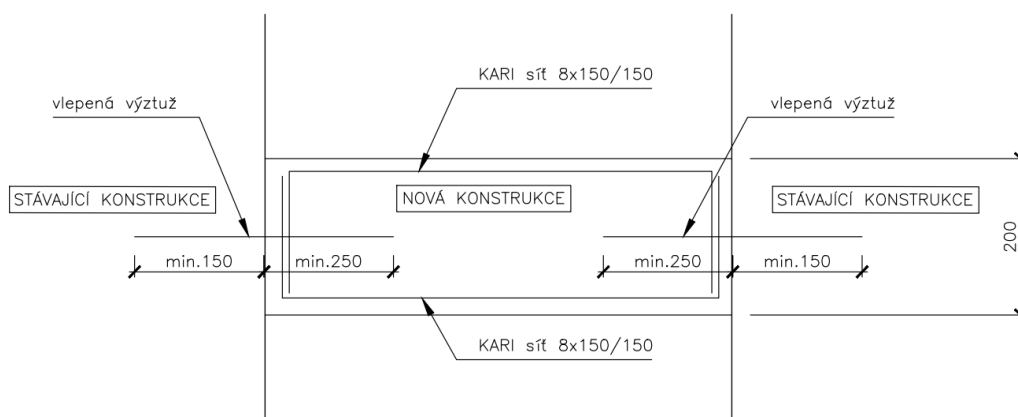 KARI síť 8x150/150
vlepená výztuž
vlepená výztuž
STÁVAJÍCÍ KONSTRUKCE
NOVÁ KONSTRUKCE
STÁVAJÍCÍ KONSTRUKCE
200
min.150
min.250
min.250
min.150
KARI síť 8x150/150